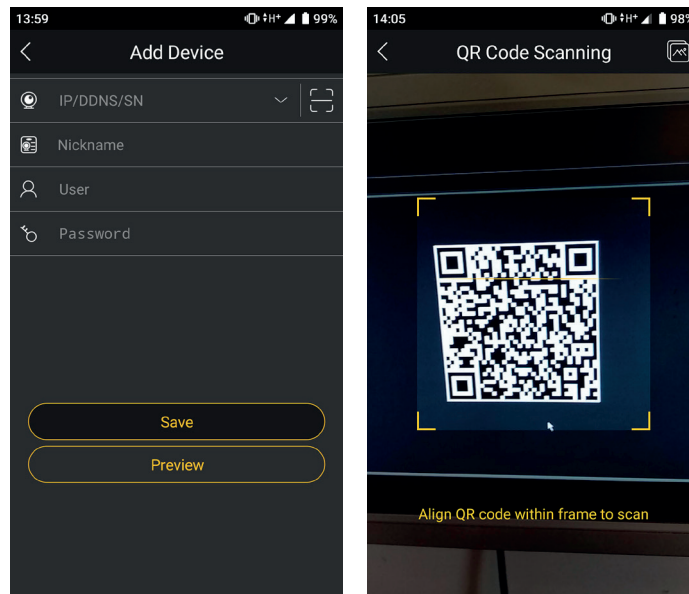 13:59 H+ 99%
Add Device
IP/DDNS/SN
Nickname
User
Password
Save
Preview
14:05 H+ 98%
QR Code Scanning
Align QR code within frame to scan